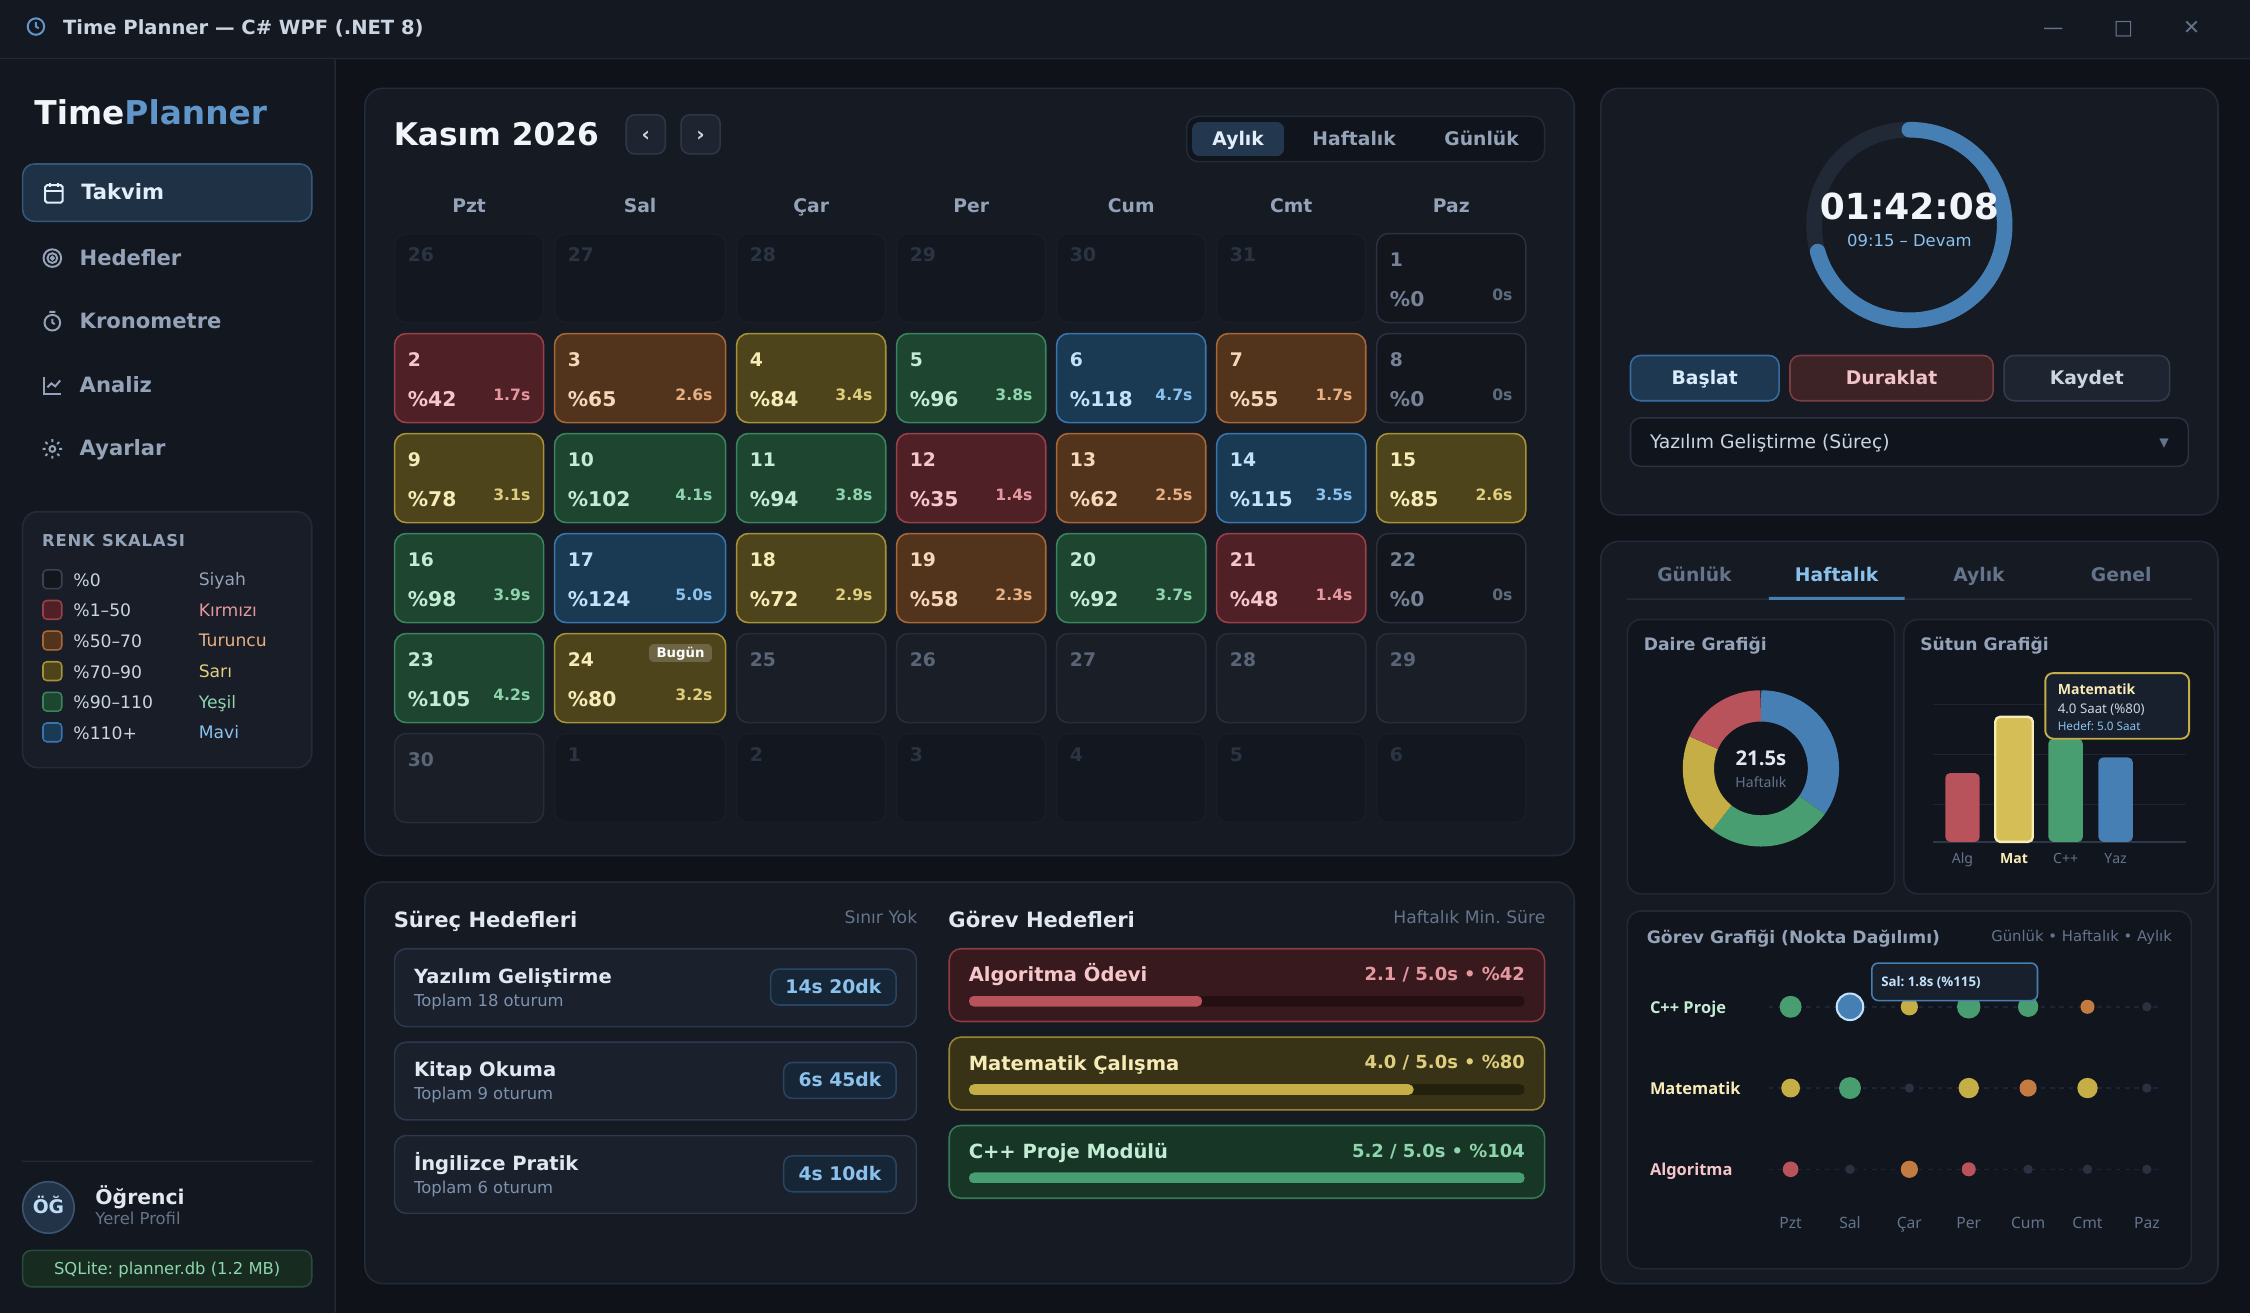 Time Planner — C# WPF (.NET 8)
TimePlanner
Takvim
Hedefler
Kronometre
Analiz
Ayarlar
RENK SKALASI
%0 Siyah
%1–50 Kırmızı
%50–70 Turuncu
%70–90 Sarı
%90–110 Yeşil
%110+ Mavi
ÖĞ
Öğrenci
Yerel Profil
SQLite: planner.db (1.2 MB)
Kasım 2026 ‹ ›
Aylık Haftalık Günlük
Pzt Sal Çar Per Cum Cmt Paz
26 27 28 29 30 31 1
%0 0s
2 3 4 5 6 7 8
%42 1.7s %65 2.6s %84 3.4s %96 3.8s %118 4.7s %55 1.7s %0 0s
9 10 11 12 13 14 15
%78 3.1s %102 4.1s %94 3.8s %35 1.4s %62 2.5s %115 3.5s %85 2.6s
16 17 18 19 20 21 22
%98 3.9s %124 5.0s %72 2.9s %58 2.3s %92 3.7s %48 1.4s %0 0s
23 24 Bugün 25 26 27 28 29
%105 4.2s %80 3.2s
30 1 2 3 4 5 6
Süreç Hedefleri Sınır Yok
Yazılım Geliştirme
Toplam 18 oturum
14s 20dk
Kitap Okuma
Toplam 9 oturum
6s 45dk
İngilizce Pratik
Toplam 6 oturum
4s 10dk
Görev Hedefleri Haftalık Min. Süre
Algoritma Ödevi 2.1 / 5.0s • %42
Matematik Çalışma 4.0 / 5.0s • %80
C++ Proje Modülü 5.2 / 5.0s • %104
01:42:08
09:15 – Devam
Başlat Duraklat Kaydet
Yazılım Geliştirme (Süreç) ▼
Günlük Haftalık Aylık Genel
Daire Grafiği
21.5s
Haftalık
Sütun Grafiği
Matematik
4.0 Saat (%80)
Hedef: 5.0 Saat
Alg Mat C++ Yaz
Görev Grafiği (Nokta Dağılımı) Günlük • Haftalık • Aylık
Sal: 1.8s (%115)
C++ Proje
Matematik
Algoritma
Pzt Sal Çar Per Cum Cmt Paz